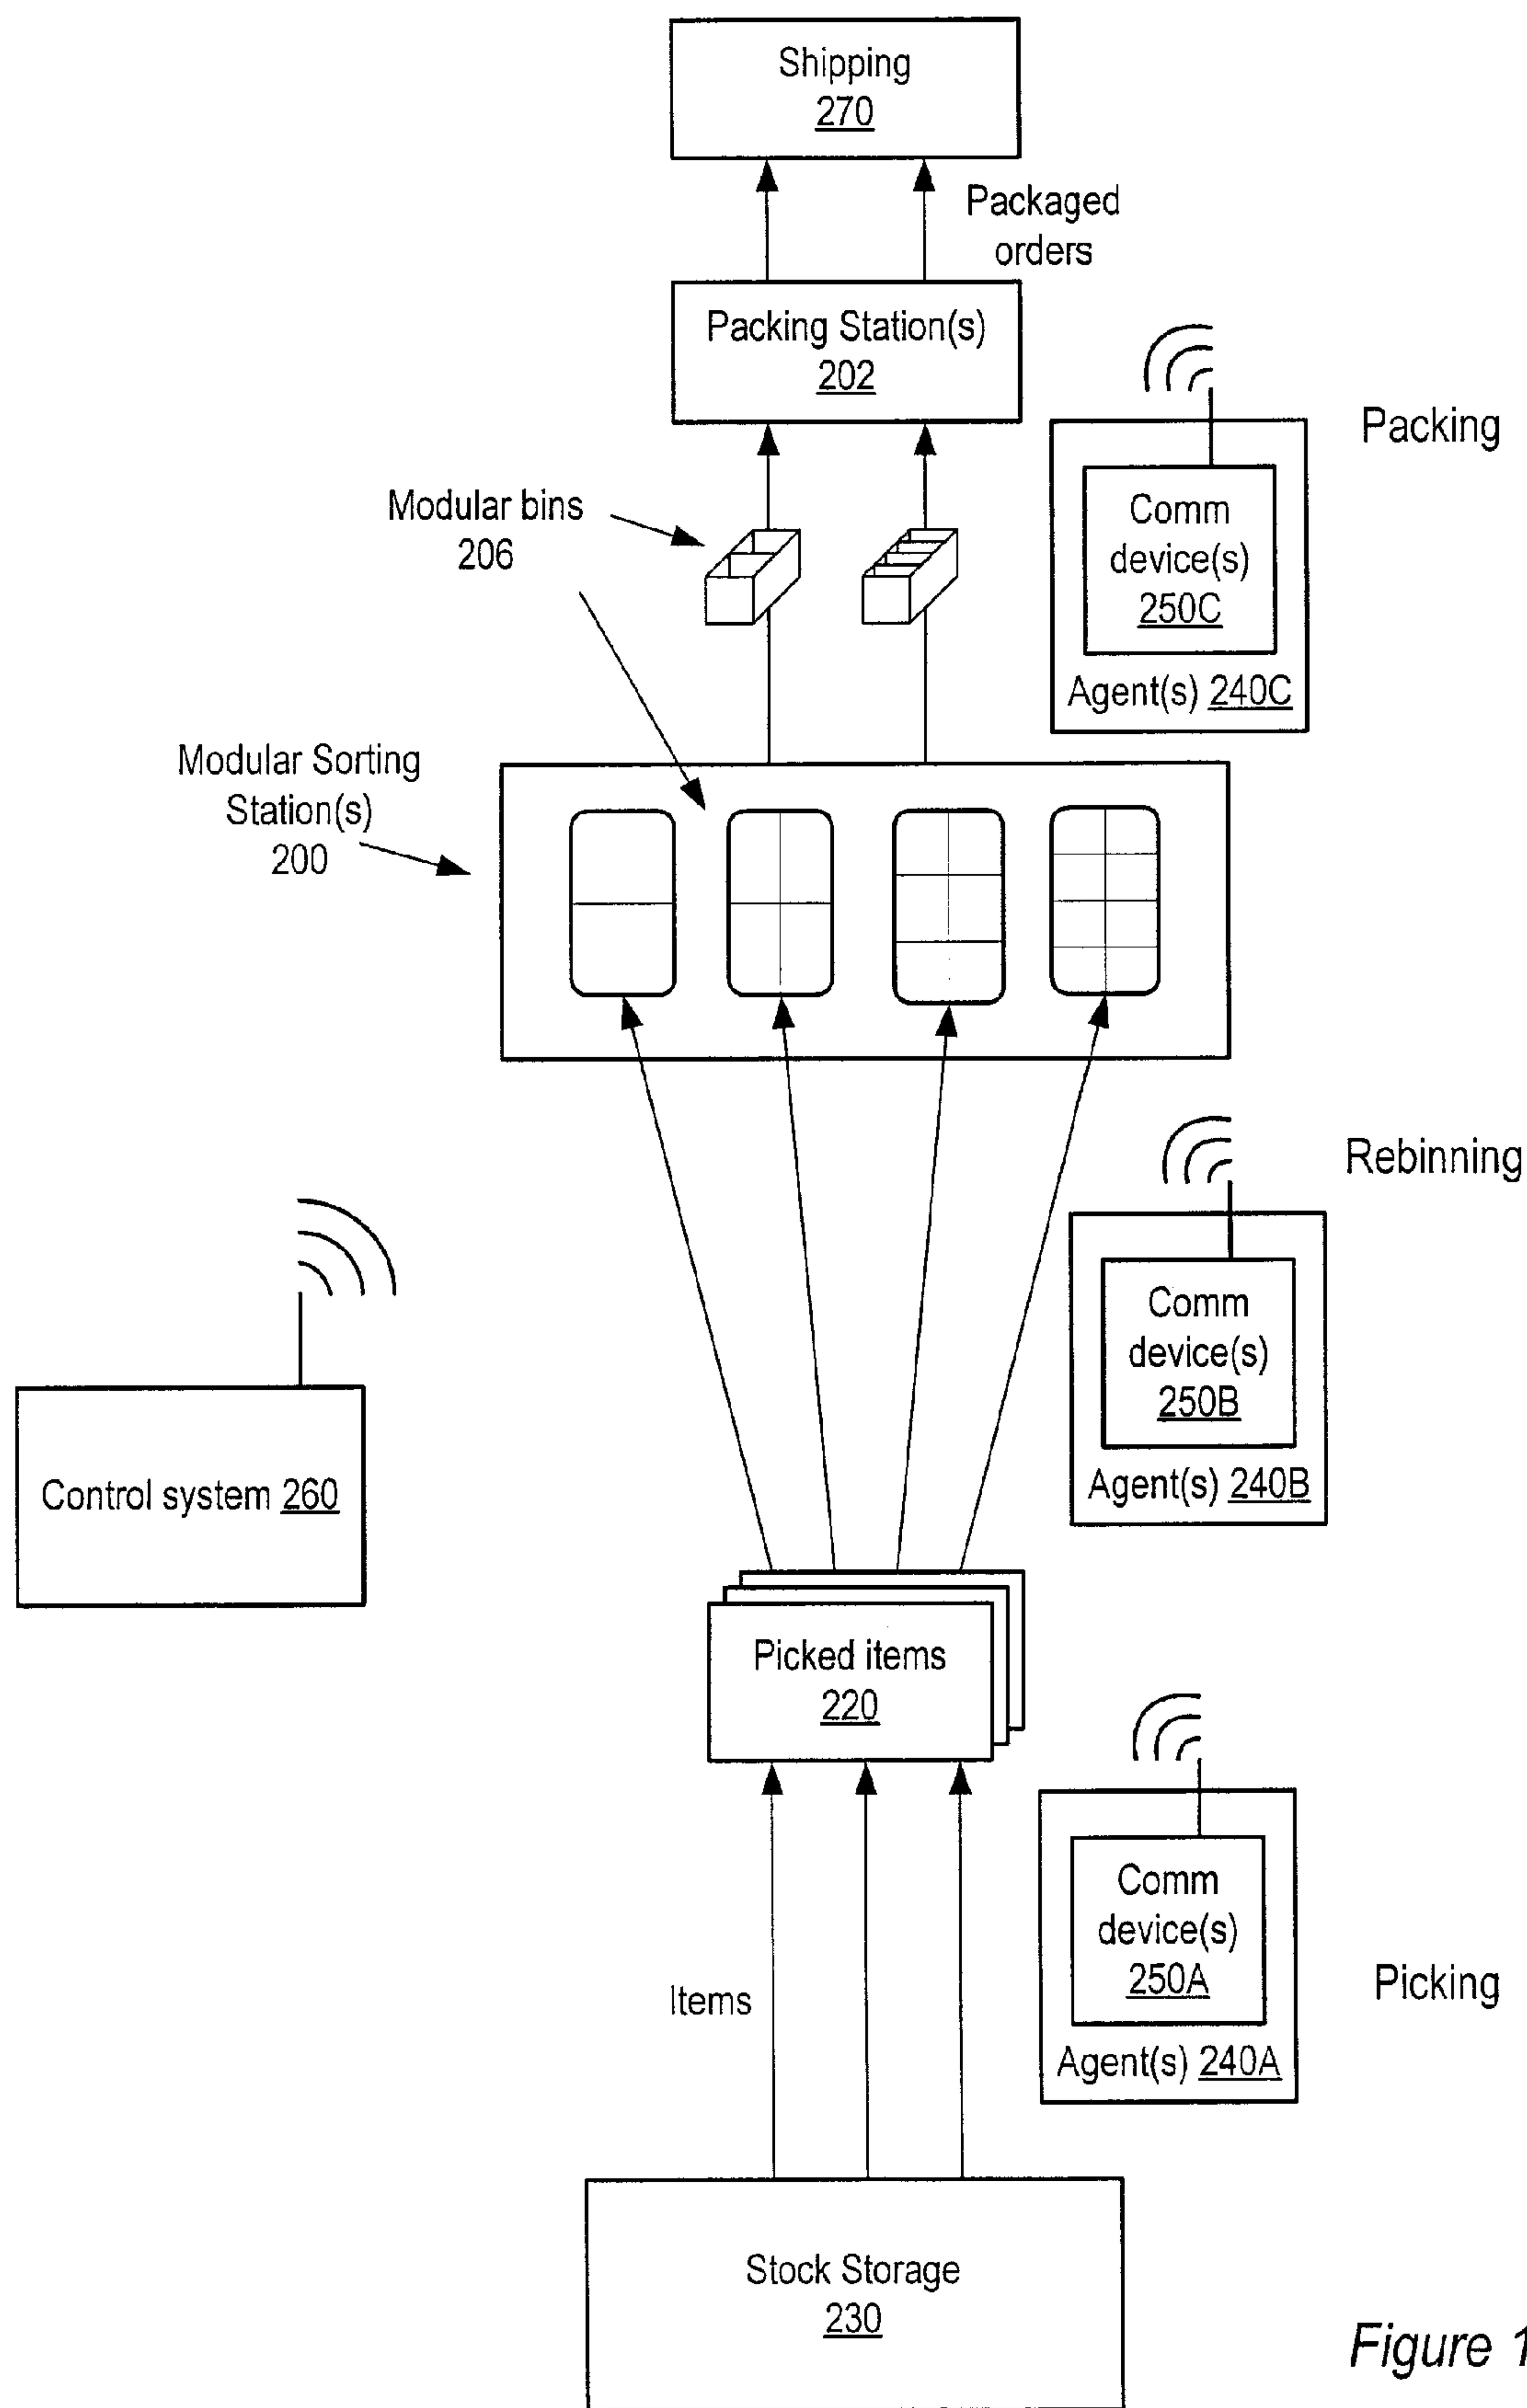 Shipping
270
Packaged
orders
Packing Station(s)
202
Packing
Modular bins
206
Comm
device(s)
250C
Agent(s) 240C
Modular Sorting
Station(s)
200
Rebinning
Comm
device(s)
250B
Agent(s) 240B
Control system 260
Picked items
220
Comm
device(s)
250A
Agent(s) 240A
Picking
Items
Stock Storage
230
Figure 1